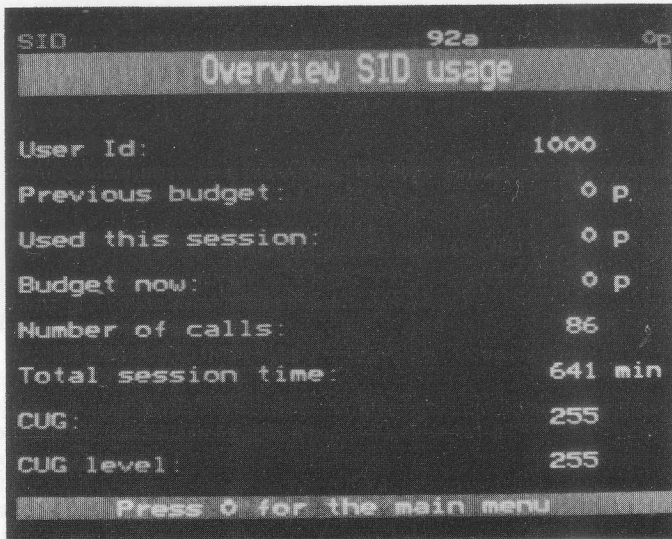 SID 92a 0p
Overview SID usage
User Id: 1000
Previous budget: 0 p
Used this session: 0 p
Budget now: 0 p
Number of calls: 86
Total session time: 641 min
CUG: 255
CUG level: 255
Press 0 for the main menu